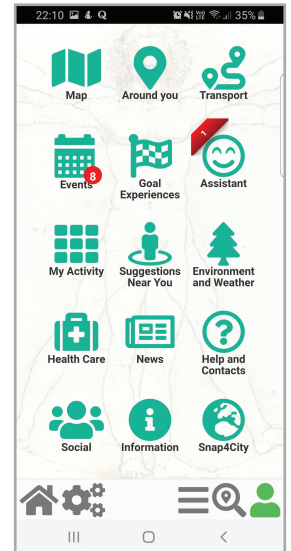 22:10 35%
Map Around you Transport
1
8
Events Goal Assistant
Experiences
My Activity Suggestions Environment
Near You and Weather
Health Care News Help and
Contacts
i
Social Information Snap4City